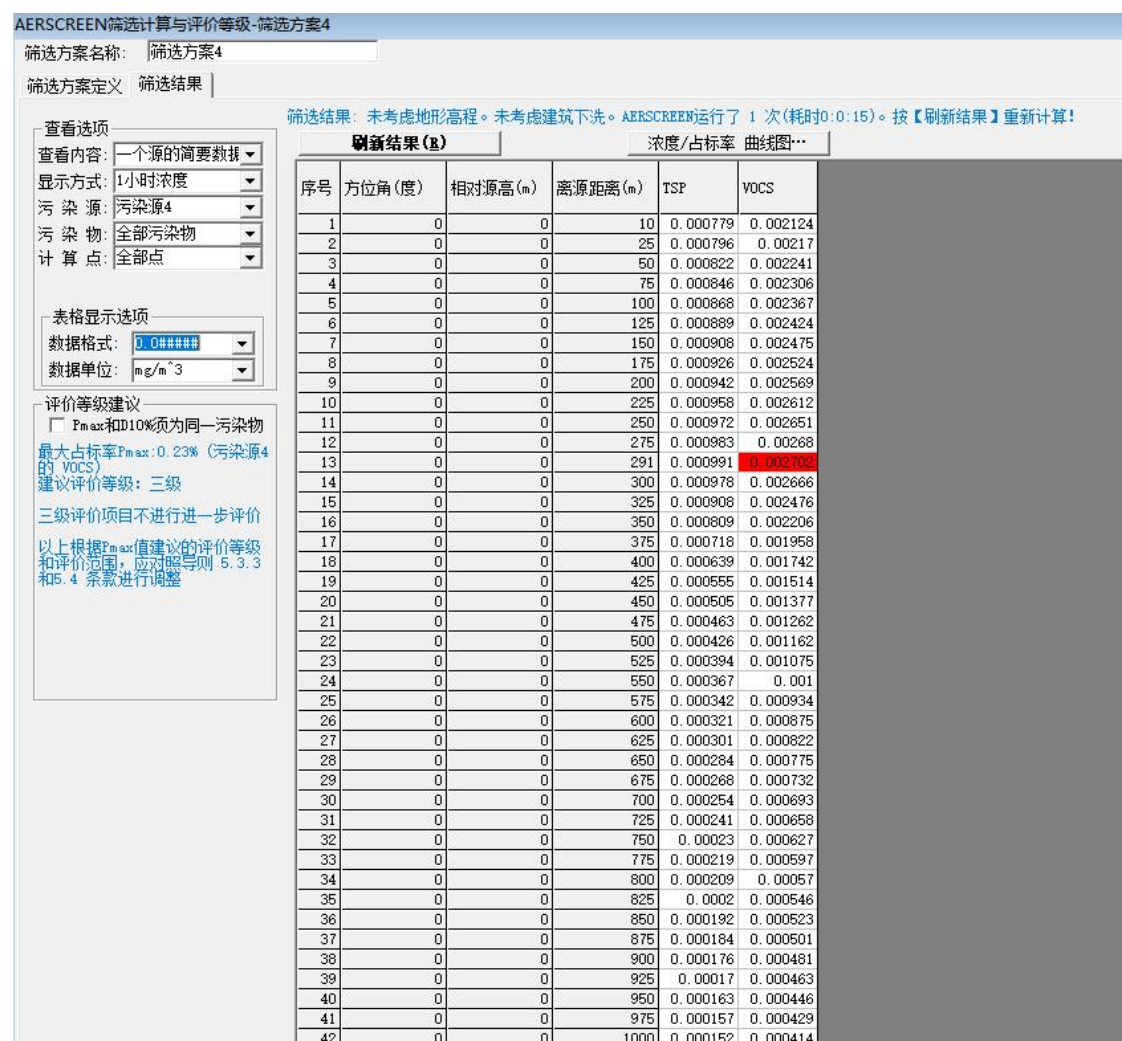 AERSCREEN筛选计算与评价等级-筛选方案4
筛选方案名称: 筛选方案4
筛选方案定义 筛选结果
筛选结果: 未考虑地形高程。未考虑建筑下洗。AERSCREEN运行了 1 次(耗时0:0:15)。按【刷新结果】重新计算!
查看选项
查看内容: 一个源的简要数据
显示方式: 1小时浓度
污 染 源: 污染源4
污 染 物: 全部污染物
计 算 点: 全部点
表格显示选项
数据格式: 0.0#####
数据单位: mg/m^3
评价等级建议
Pmax和D10%须为同一污染物
最大占标率Pmax:0.23% (污染源4
的 VOCS)
建议评价等级: 三级
三级评价项目不进行进一步评价
以上根据Pmax值建议的评价等级
和评价范围,应对照导则 5.3.3
和5.4 条款进行调整
刷新结果(R) 浓度/占标率 曲线图…
序号 方位角(度) 相对源高(m) 离源距离(m) TSP VOCS
1 0 0 10 0.000779 0.002124
2 0 0 25 0.000796 0.00217
3 0 0 50 0.000822 0.002241
4 0 0 75 0.000846 0.002306
5 0 0 100 0.000868 0.002367
6 0 0 125 0.000889 0.002424
7 0 0 150 0.000908 0.002475
8 0 0 175 0.000926 0.002524
9 0 0 200 0.000942 0.002569
10 0 0 225 0.000958 0.002612
11 0 0 250 0.000972 0.002651
12 0 0 275 0.000983 0.00268
13 0 0 291 0.000991 0.002702
14 0 0 300 0.000978 0.002666
15 0 0 325 0.000908 0.002476
16 0 0 350 0.000809 0.002206
17 0 0 375 0.000718 0.001958
18 0 0 400 0.000639 0.001742
19 0 0 425 0.000555 0.001514
20 0 0 450 0.000505 0.001377
21 0 0 475 0.000463 0.001262
22 0 0 500 0.000426 0.001162
23 0 0 525 0.000394 0.001075
24 0 0 550 0.000367 0.001
25 0 0 575 0.000342 0.000934
26 0 0 600 0.000321 0.000875
27 0 0 625 0.000301 0.000822
28 0 0 650 0.000284 0.000775
29 0 0 675 0.000268 0.000732
30 0 0 700 0.000254 0.000693
31 0 0 725 0.000241 0.000658
32 0 0 750 0.00023 0.000627
33 0 0 775 0.000219 0.000597
34 0 0 800 0.000209 0.00057
35 0 0 825 0.0002 0.000546
36 0 0 850 0.000192 0.000523
37 0 0 875 0.000184 0.000501
38 0 0 900 0.000176 0.000481
39 0 0 925 0.00017 0.000463
40 0 0 950 0.000163 0.000446
41 0 0 975 0.000157 0.000429
42 0 0 1000 0.000152 0.000414